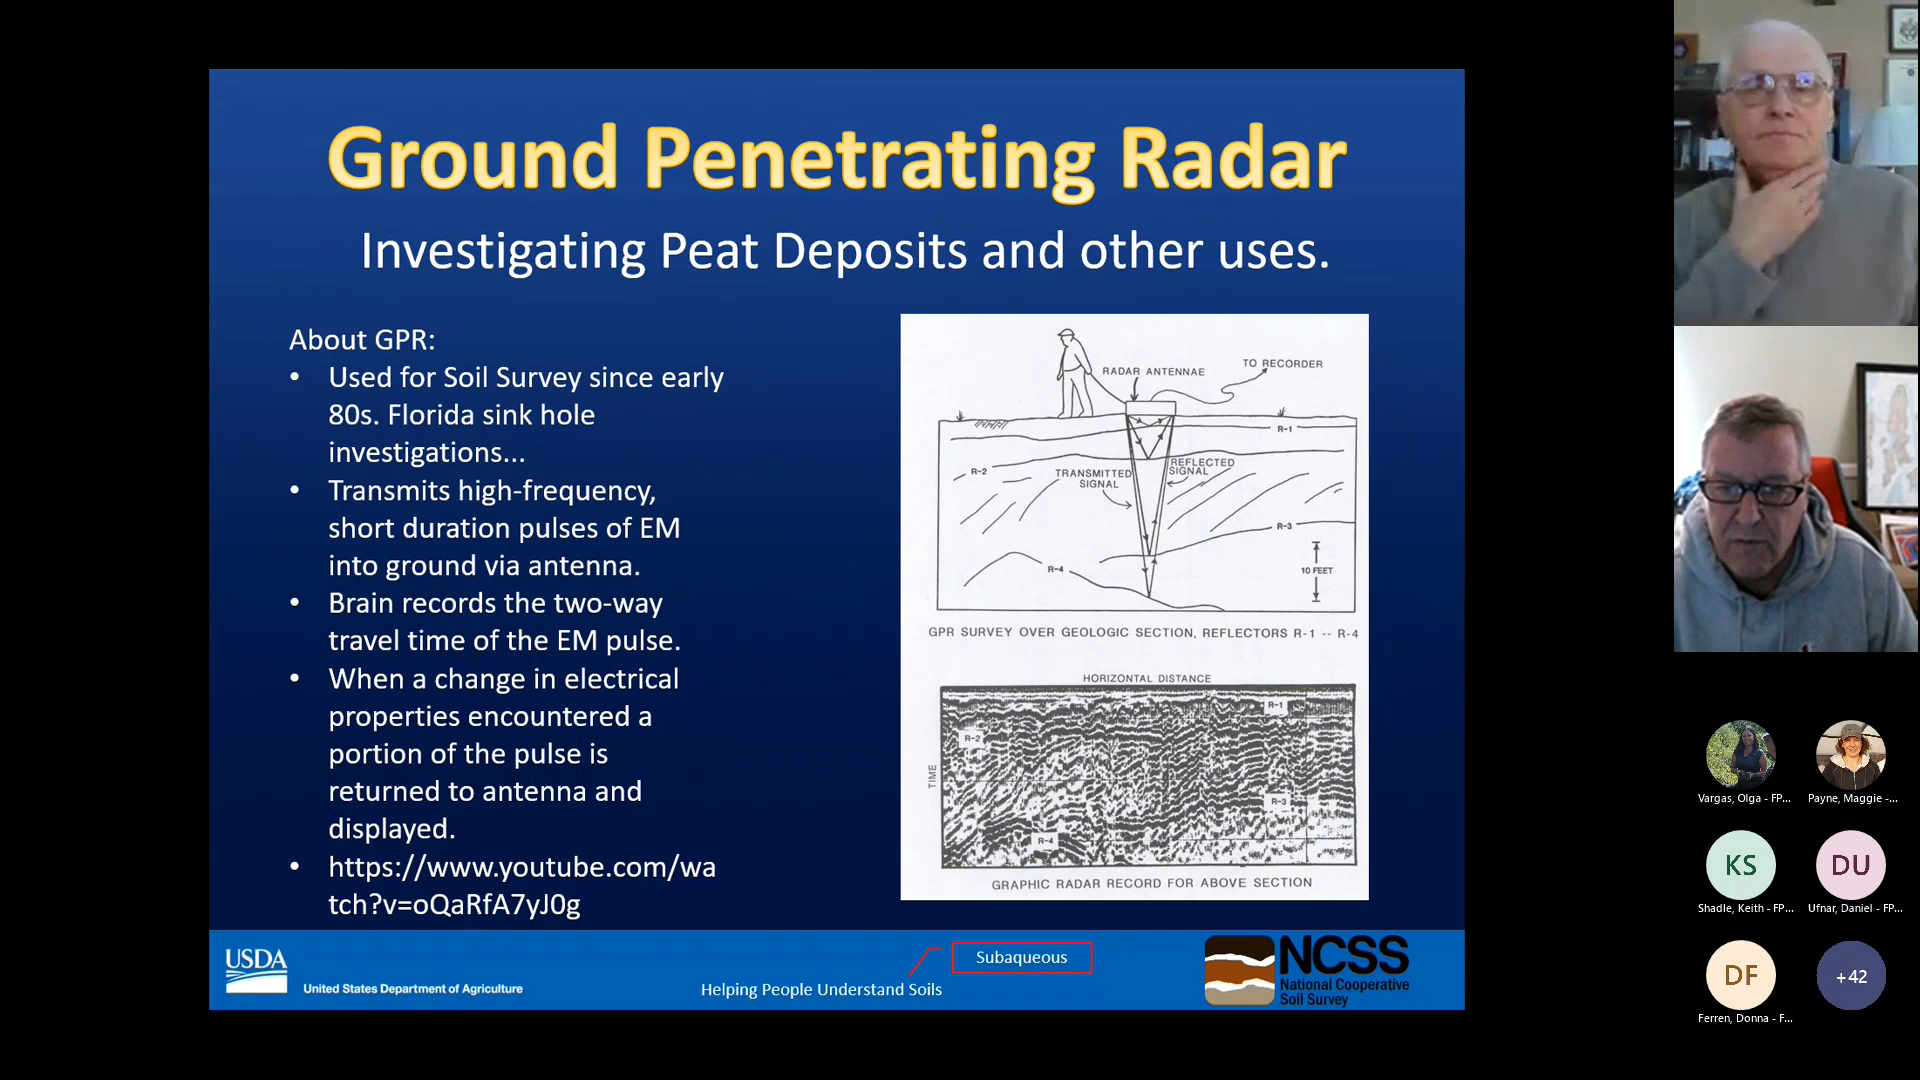 Ground Penetrating Radar
Investigating Peat Deposits and other uses.
About GPR:
• Used for Soil Survey since early
80s. Florida sink hole
investigations...
• Transmits high-frequency,
short duration pulses of EM
into ground via antenna.
• Brain records the two-way
travel time of the EM pulse.
• When a change in electrical
properties encountered a
portion of the pulse is
returned to antenna and
displayed.
• https://www.youtube.com/wa
tch?v=oQaRfA7yJ0g
RADAR ANTENNAE
TO RECORDER
R-1
R-2
TRANSMITTED
SIGNAL
REFLECTED
SIGNAL
R-3
R-4
10 FEET
GPR SURVEY OVER GEOLOGIC SECTION, REFLECTORS R-1 -- R-4
HORIZONTAL DISTANCE
TIME
R-1
R-2
R-3
R-4
GRAPHIC RADAR RECORD FOR ABOVE SECTION
USDA
United States Department of Agriculture
Subaqueous
Helping People Understand Soils
NCSS
National Cooperative
Soil Survey
Vargas, Olga - FP...
Payne, Maggie -...
KS
Shadle, Keith - FP...
DU
Ufnar, Daniel - FP...
DF
Ferren, Donna - F...
+42